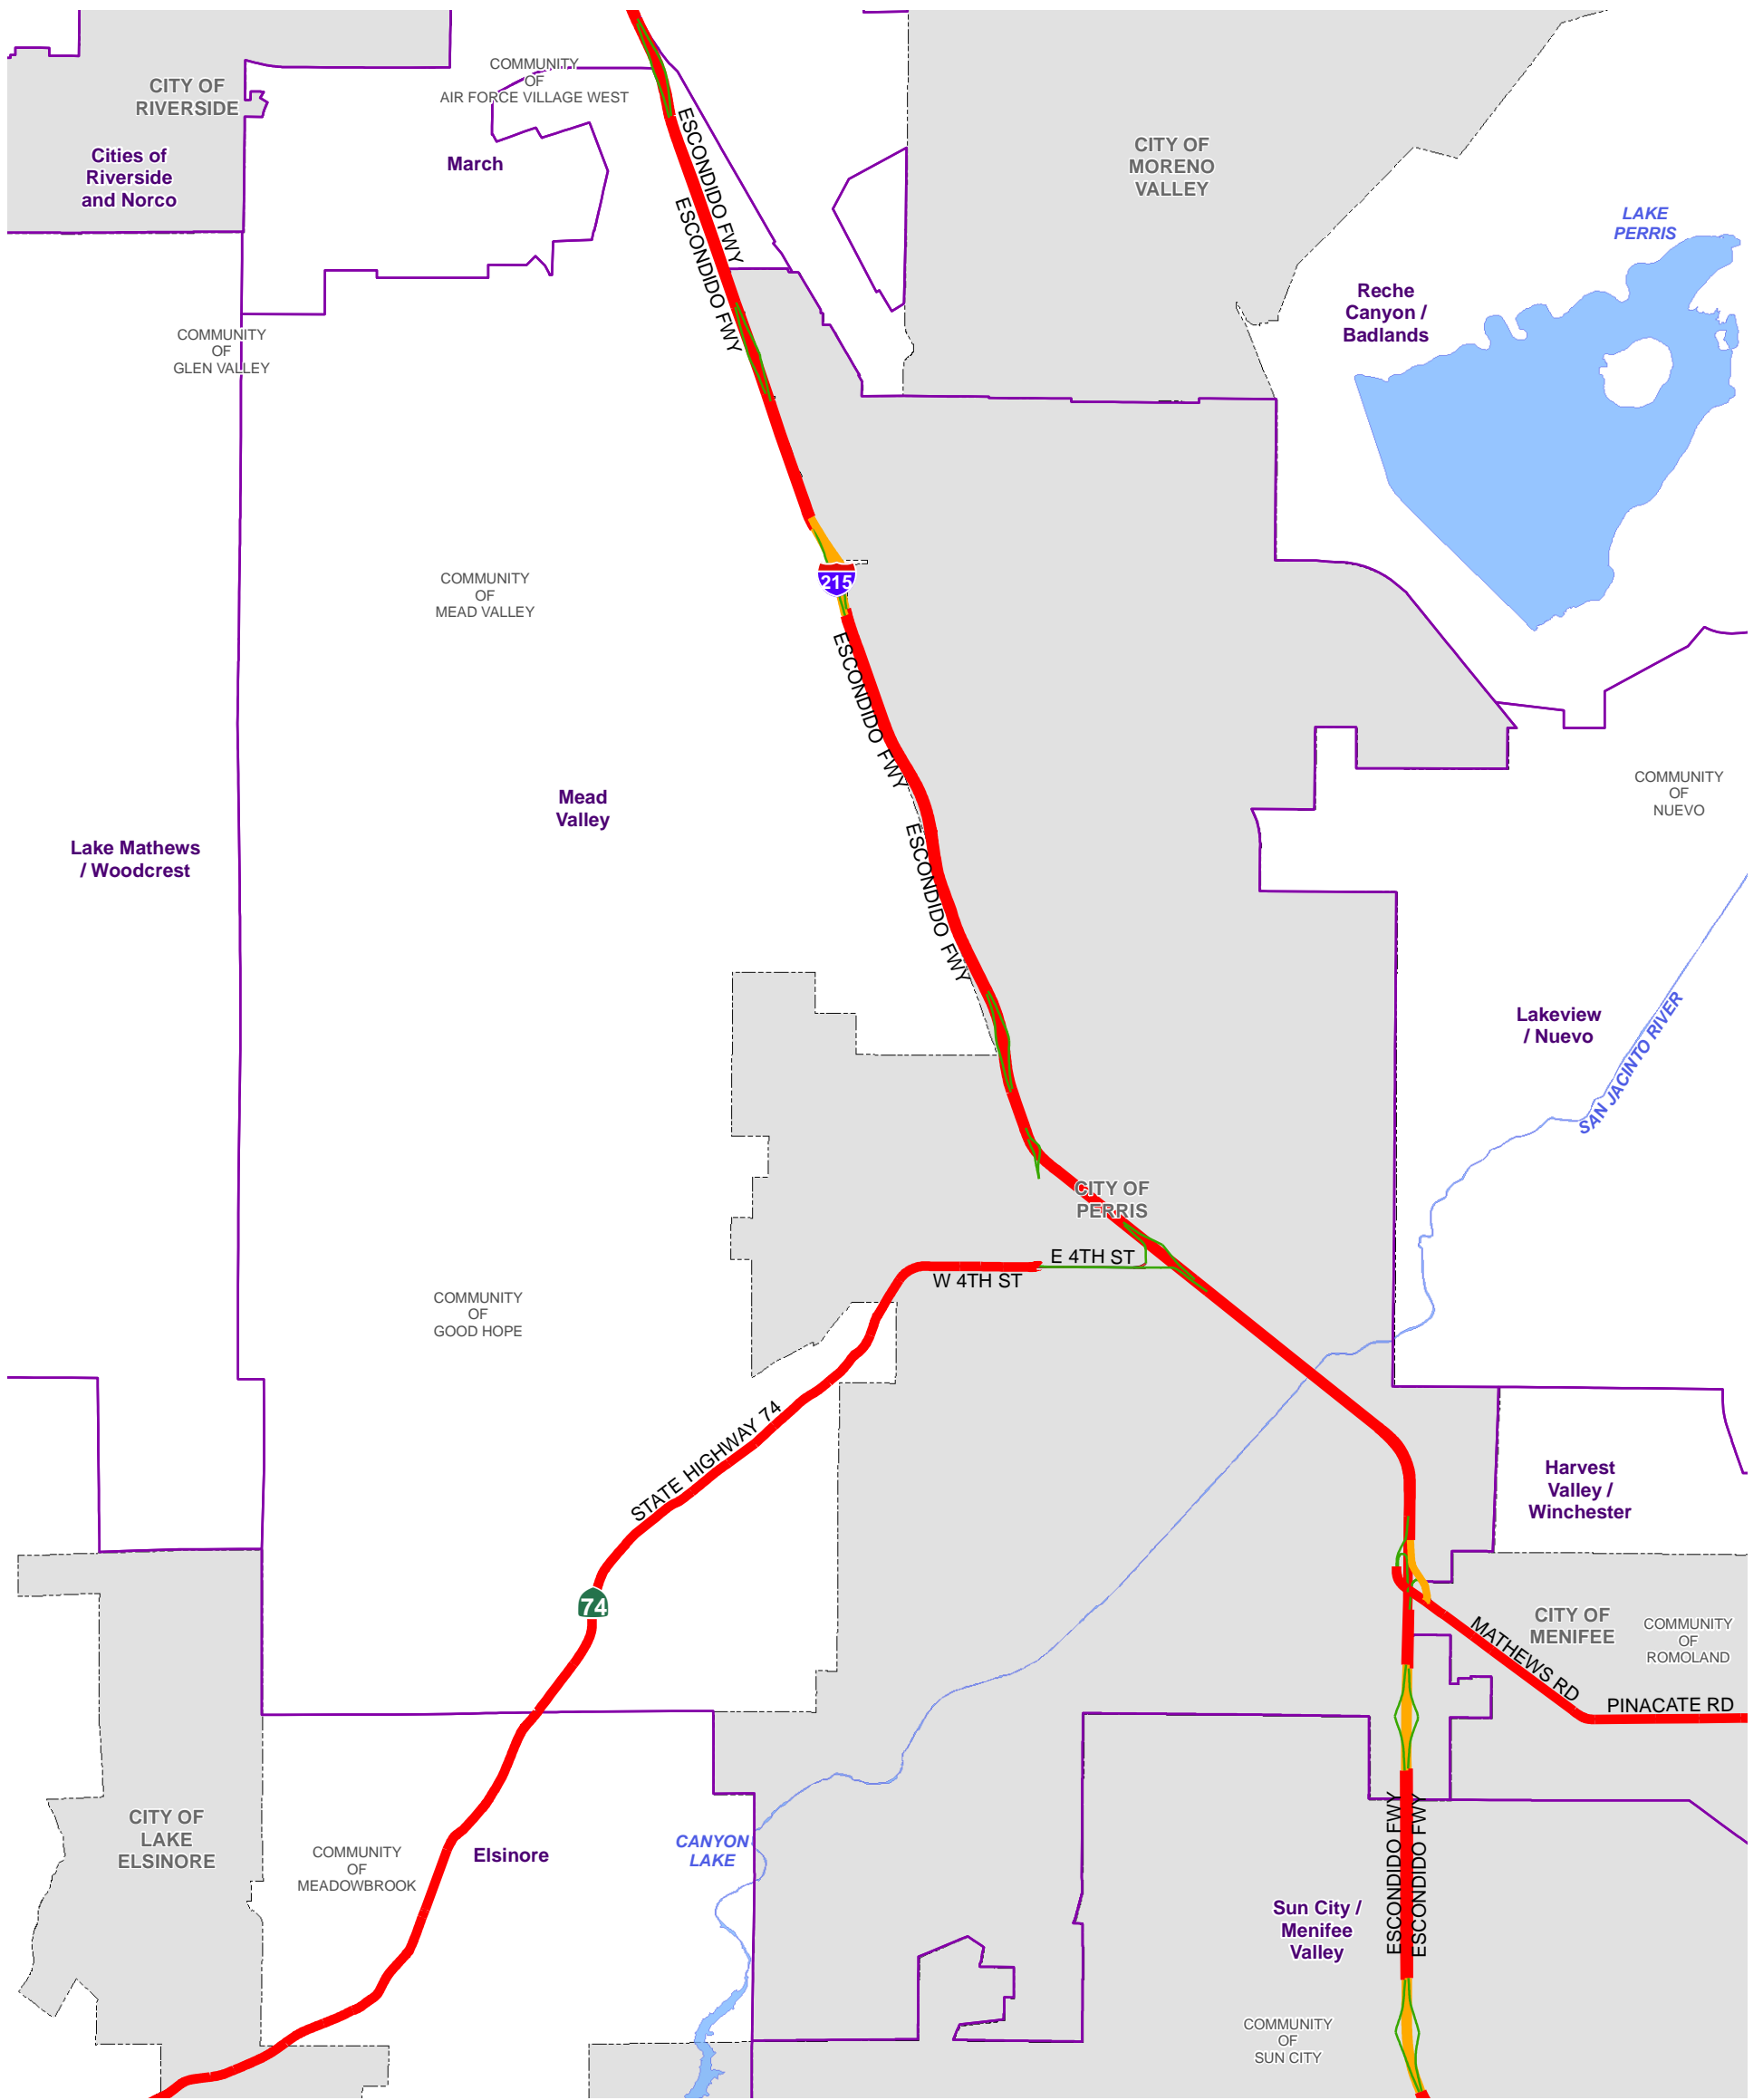 CITY OF
RIVERSIDE
Cities of
Riverside
and Norco
COMMUNITY
OF
AIR FORCE VILLAGE WEST
March
ESCONDIDO FWY
ESCONDIDO FWY
CITY OF
MORENO
VALLEY
LAKE
PERRIS
Reche
Canyon /
Badlands
COMMUNITY
OF
GLEN VALLEY
COMMUNITY
OF
MEAD VALLEY
215
ESCONDIDO FWY
Mead
Valley
COMMUNITY
OF
NUEVO
Lake Mathews
/ Woodcrest
ESCONDIDO FWY
Lakeview
/ Nuevo
SAN JACINTO RIVER
CITY OF
PERRIS
E 4TH ST
W 4TH ST
COMMUNITY
OF
GOOD HOPE
STATE HIGHWAY 74
74
Harvest
Valley /
Winchester
CITY OF
MENIFEE
COMMUNITY
OF
ROMOLAND
MATHEWS RD
PINACATE RD
CITY OF
LAKE
ELSINORE
COMMUNITY
OF
MEADOWBROOK
Elsinore
CANYON
LAKE
ESCONDIDO FWY
ESCONDIDO FWY
Sun City /
Menifee
Valley
COMMUNITY
OF
SUN CITY